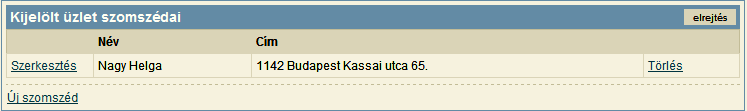 Kijelölt üzlet szomszédai elrejtés
Név Cím
Szerkesztés Nagy Helga 1142 Budapest Kassai utca 65. Törlés
Új szomszéd